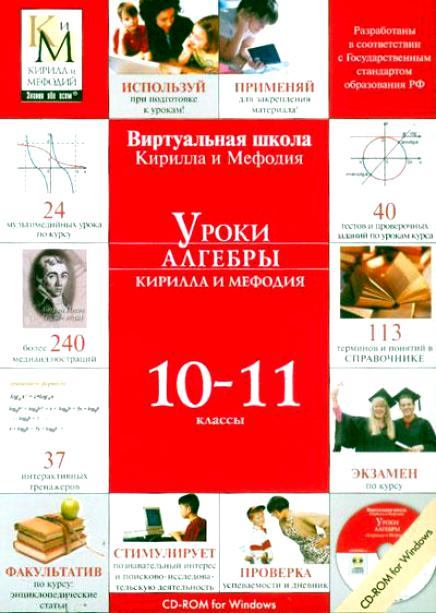 К и М
КИРИЛЛ и
МЕФОДИЙ
Знания обо всем®
ИСПОЛЬЗУЙ
при подготовке
к урокам!
ПРИМЕНЯЙ
для закрепления
материала!
Разработаны
в соответствии
с Государственным
стандартом
образования РФ
Виртуальная школа
Кирилла и Мефодия
УРОКИ
АЛГЕБРЫ
КИРИЛЛА И МЕФОДИЯ
10-11
КЛАССЫ
24
мультимедийных урока
по курсу
более 240
медиаиллюстраций
37
интерактивных
тренажеров
40
тестов и проверочных
заданий по урокам курса
113
терминов и понятий в
СПРАВОЧНИКЕ
ЭКЗАМЕН
по курсу
ФАКУЛЬТАТИВ
по курсу:
энциклопедические
статьи
СТИМУЛИРУЕТ
познавательный интерес
и поисково-исследова-
тельскую деятельность
ПРОВЕРКА
успеваемости и дневник
УРОКИ
АЛГЕБРЫ
CD-ROM for Windows
CD-ROM for Windows